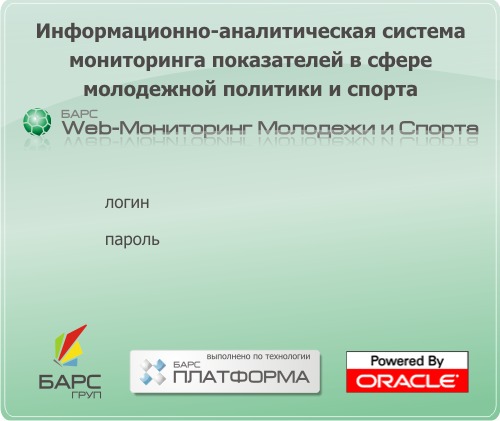 Информационно-аналитическая система
мониторинга показателей в сфере
молодежной политики и спорта
БАРС
Web-Мониторинг Молодежи и Спорта
логин
пароль
БАРС
ГРУП
выполнено по технологии
БАРС
ПЛАТФОРМА
Powered By
ORACLE®